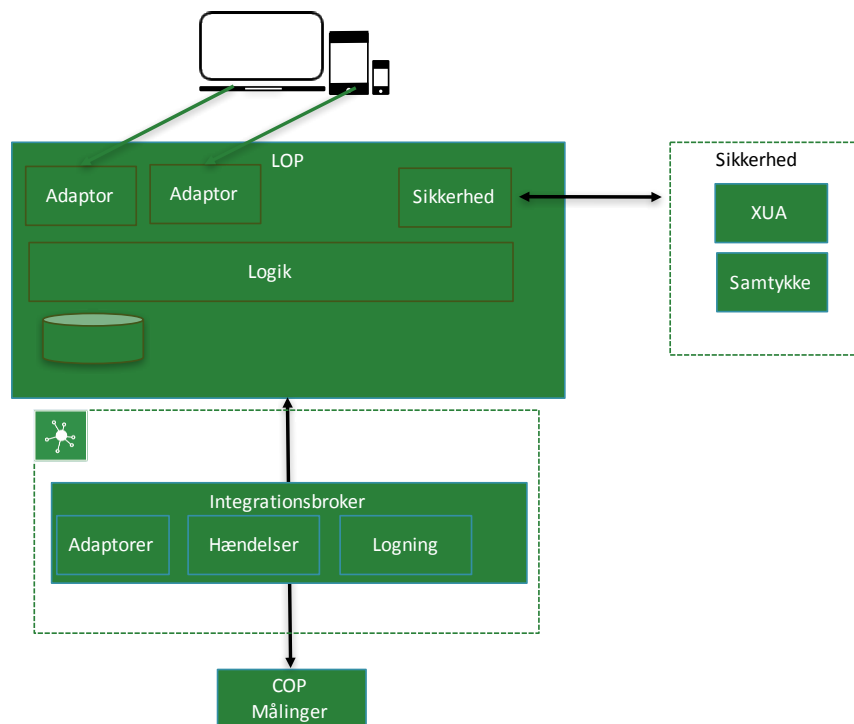 LOP
Adaptor
Adaptor
Sikkerhed
Logik
Sikkerhed
XUA
Samtykke
Integrationsbroker
Adaptorer
Hændelser
Logning
COP
Målinger